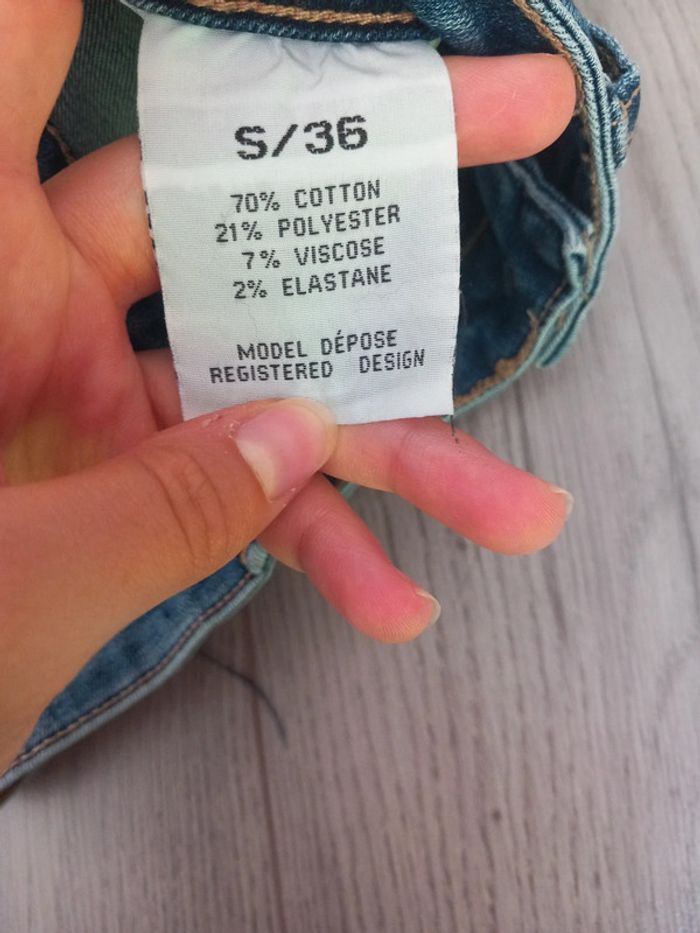 S/36
70% COTTON
21% POLYESTER
7% VISCOSE
2% ELASTANE
MODEL DÉPOSE
REGISTERED DESIGN